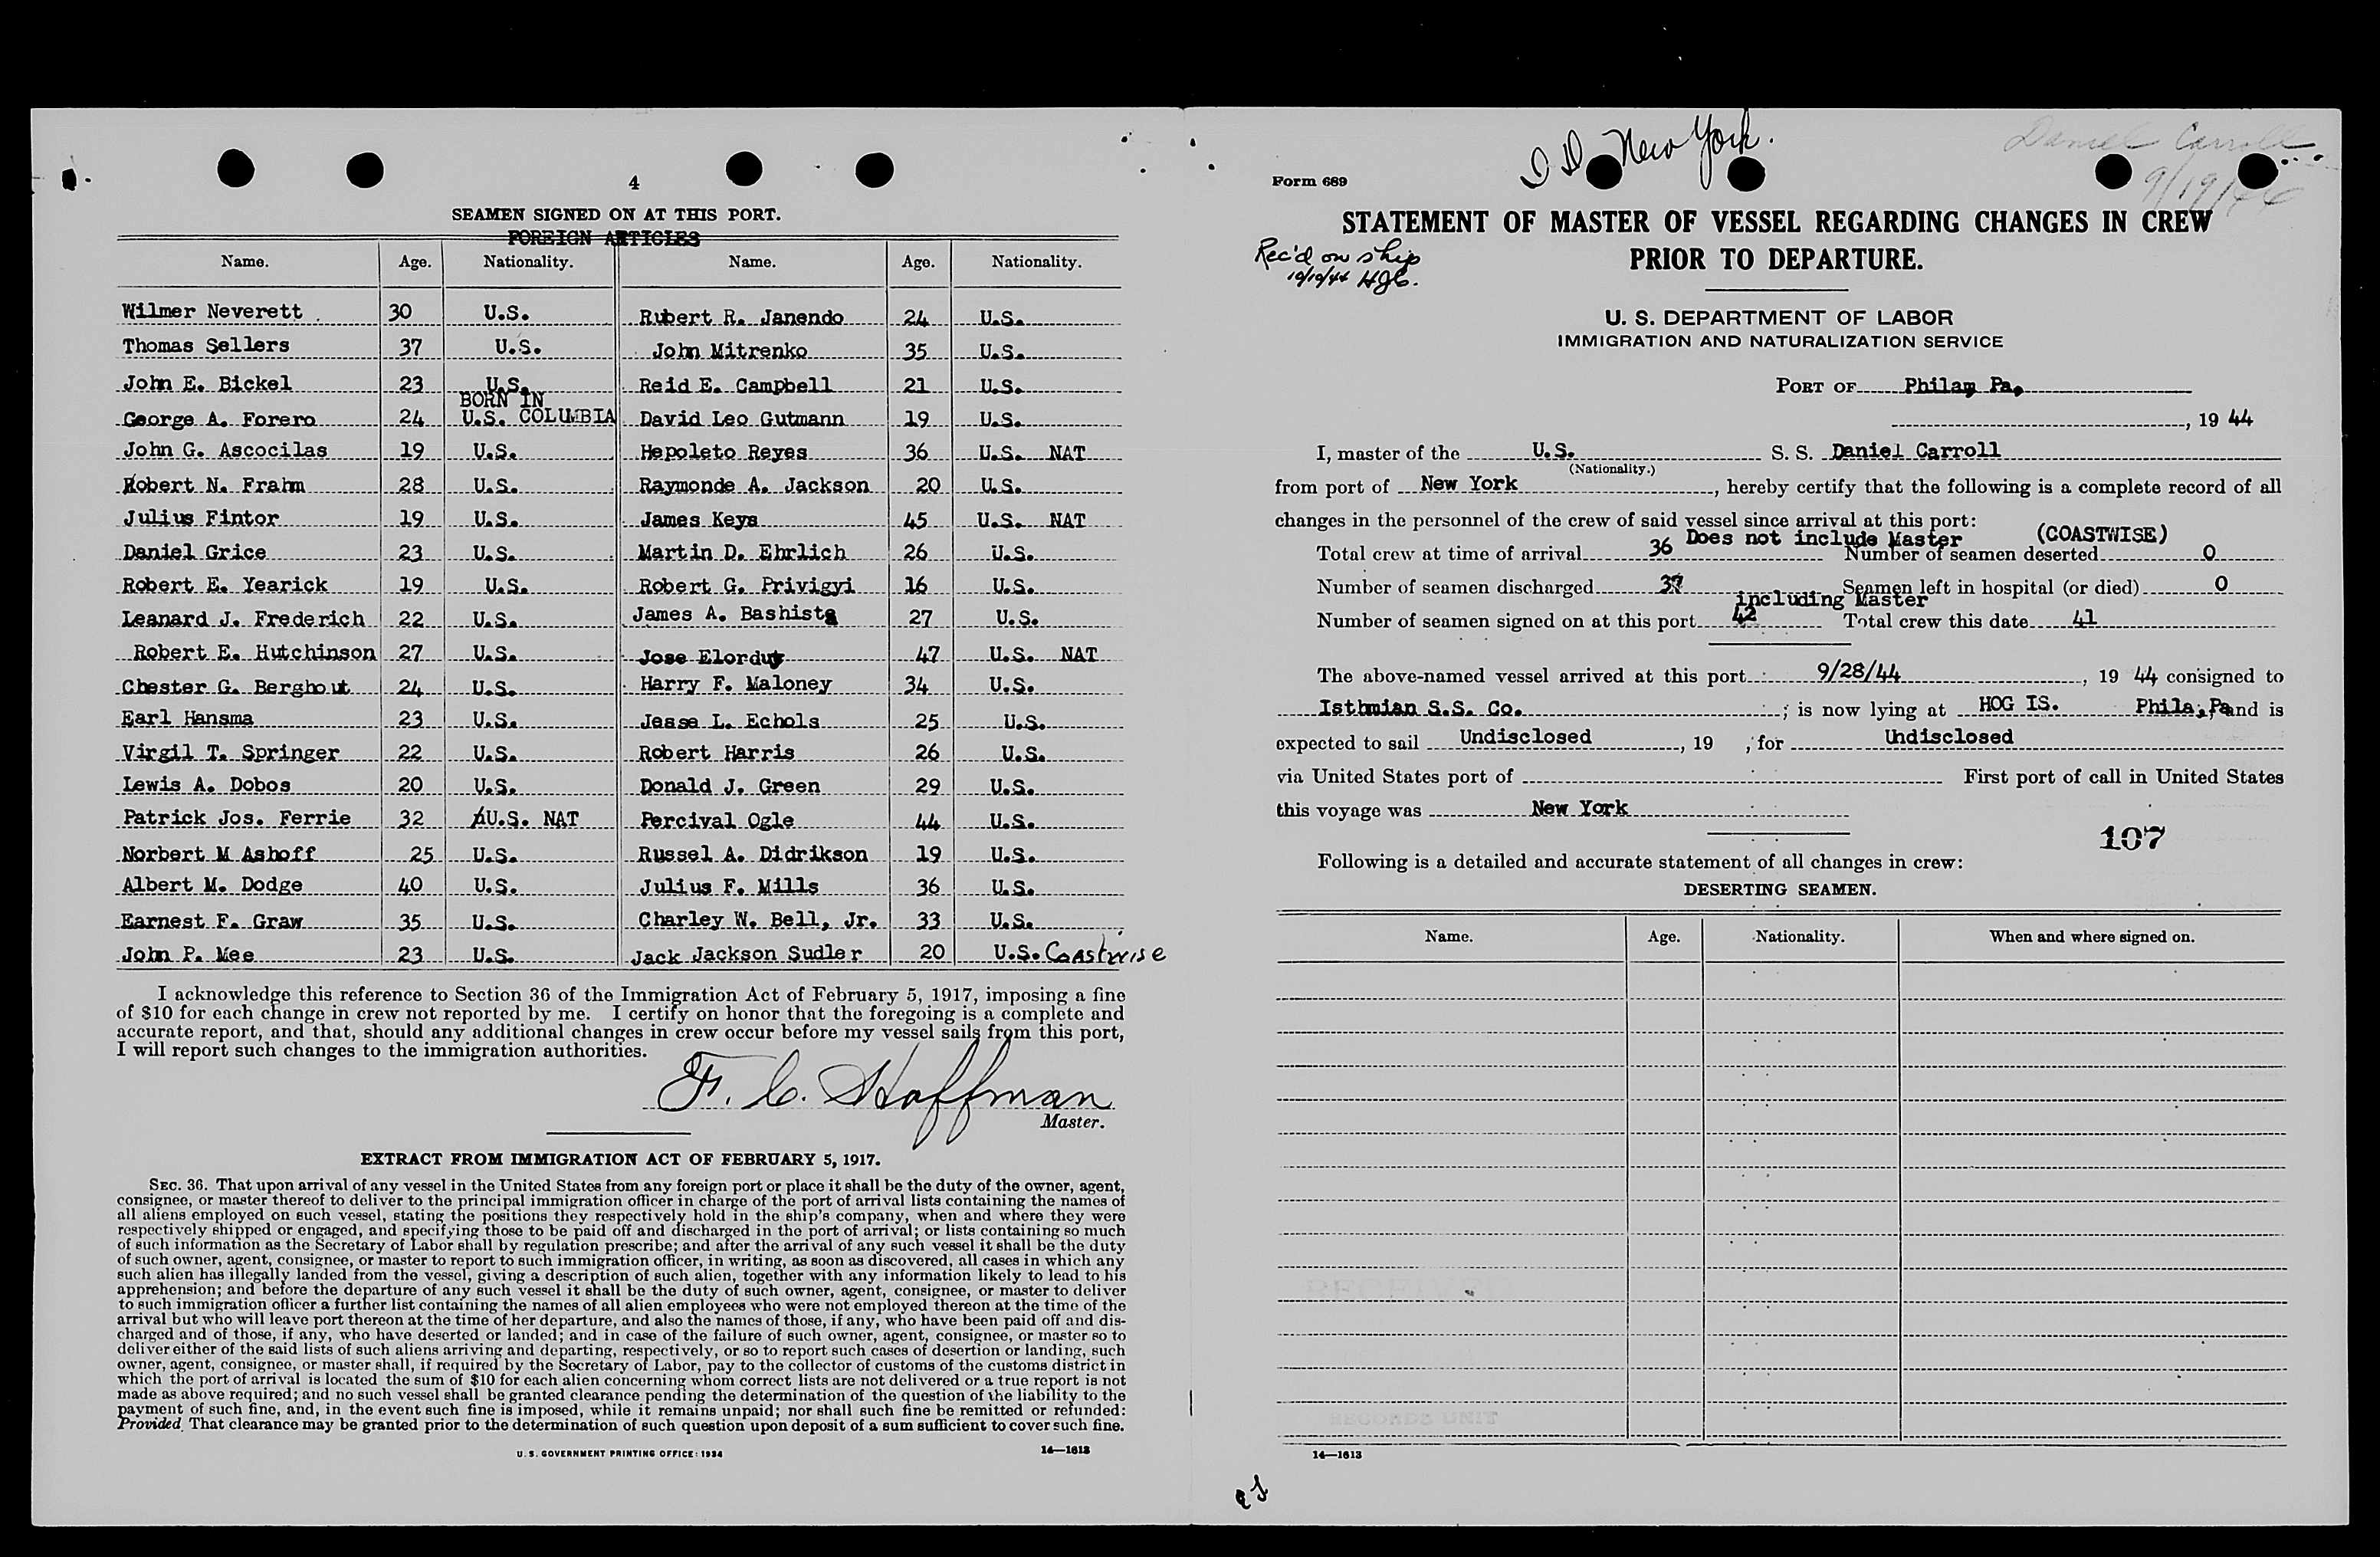 4
SEAMEN SIGNED ON AT THIS PORT.
FOREIGN ARTICLES
Name. Age. Nationality. Name. Age. Nationality.
Wilmer Neverett 30 U.S. Rubert R. Janendo 24 U.S.
Thomas Sellers 37 U.S. John Mitrenko 35 U.S.
John E. Bickel 23 U.S. Reid E. Campbell 21 U.S.
BORN IN
George A. Forero 24 U.S. COLUMBIA David Leo Gutmann 19 U.S.
John G. Ascocilas 19 U.S. Hepoleto Reyes 36 U.S. NAT
Robert N. Frahm 28 U.S. Raymonde A. Jackson 20 U.S.
Julius Fintor 19 U.S. James Keys 45 U.S. NAT
Daniel Grice 23 U.S. Martin D. Ehrlich 26 U.S.
Robert E. Yearick 19 U.S. Robert G. Privigyi 16 U.S.
Leanard J. Frederich 22 U.S. James A. Bashista 27 U.S.
Robert E. Hutchinson 27 U.S. Jose Elorduy 47 U.S. NAT
Chester G. Berghout 24 U.S. Harry F. Maloney 34 U.S.
Earl Hansma 23 U.S. Jesse L. Echols 25 U.S.
Virgil T. Springer 22 U.S. Robert Harris 26 U.S.
Lewis A. Dobos 20 U.S. Donald J. Green 29 U.S.
Patrick Jos. Ferrie 32 U.S. NAT Percival Ogle 44 U.S.
Norbert M Ashoff 25 U.S. Russel A. Didrikson 19 U.S.
Albert M. Dodge 40 U.S. Julius F. Mills 36 U.S.
Earnest F. Graw 35 U.S. Charley W. Bell, Jr. 33 U.S.
John P. Mee 23 U.S. Jack Jackson Sudler 20 U.S. Coastwise
I acknowledge this reference to Section 36 of the Immigration Act of February 5, 1917, imposing a fine
of $10 for each change in crew not reported by me. I certify on honor that the foregoing is a complete and
accurate report, and that, should any additional changes in crew occur before my vessel sails from this port,
I will report such changes to the immigration authorities.
F. C. Hoffman
Master.
EXTRACT FROM IMMIGRATION ACT OF FEBRUARY 5, 1917.
SEC. 36. That upon arrival of any vessel in the United States from any foreign port or place it shall be the duty of the owner, agent,
consignee, or master thereof to deliver to the principal immigration officer in charge of the port of arrival lists containing the names of
all aliens employed on such vessel, stating the positions they respectively hold in the ship's company, when and where they were
respectively shipped or engaged, and specifying those to be paid off and discharged in the port of arrival; or lists containing so much
of such information as the Secretary of Labor shall by regulation prescribe; and after the arrival of any such vessel it shall be the duty
of such owner, agent, consignee, or master to report to such immigration officer, in writing, as soon as discovered, all cases in which any
such alien has illegally landed from the vessel, giving a description of such alien, together with any information likely to lead to his
apprehension; and before the departure of any such vessel it shall be the duty of such owner, agent, consignee, or master to deliver
to such immigration officer a further list containing the names of all alien employees who were not employed thereon at the time of the
arrival but who will leave port thereon at the time of her departure, and also the names of those, if any, who have been paid off and dis-
charged and of those, if any, who have deserted or landed; and in case of the failure of such owner, agent, consignee, or master so to
deliver either of the said lists of such aliens arriving and departing, respectively, or so to report such cases of desertion or landing, such
owner, agent, consignee, or master shall, if required by the Secretary of Labor, pay to the collector of customs of the customs district in
which the port of arrival is located the sum of $10 for each alien concerning whom correct lists are not delivered or a true report is not
made as above required; and no such vessel shall be granted clearance pending the determination of the question of the liability to the
payment of such fine, and, in the event such fine is imposed, while it remains unpaid; nor shall such fine be remitted or refunded:
Provided, That clearance may be granted prior to the determination of such question upon deposit of a sum sufficient to cover such fine.
U. S. GOVERNMENT PRINTING OFFICE: 1934 14—1613
New York.
Daniel Carroll
9/19/44
Form 689
STATEMENT OF MASTER OF VESSEL REGARDING CHANGES IN CREW
PRIOR TO DEPARTURE.
Rec'd on ship
10/19/44 HJC.
U. S. DEPARTMENT OF LABOR
IMMIGRATION AND NATURALIZATION SERVICE
PORT OF Phila, Pa,
, 19 44
I, master of the U.S. S. S. Daniel Carroll
(Nationality.)
from port of New York, hereby certify that the following is a complete record of all
changes in the personnel of the crew of said vessel since arrival at this port:
Does not include Master (COASTWISE)
Total crew at time of arrival 36 Number of seamen deserted 0
Number of seamen discharged 37 Seamen left in hospital (or died) 0
including Master
Number of seamen signed on at this port 42 Total crew this date 41
The above-named vessel arrived at this port 9/28/44, 19 44 consigned to
Isthmian S.S. Co. ; is now lying at HOG IS. Phila, Pa and is
expected to sail Undisclosed, 19 , for Undisclosed
via United States port of First port of call in United States
this voyage was New York
107
Following is a detailed and accurate statement of all changes in crew:
DESERTING SEAMEN.
Name. Age. Nationality. When and where signed on.
RECEIVED
RECORDS UNIT
14—1613